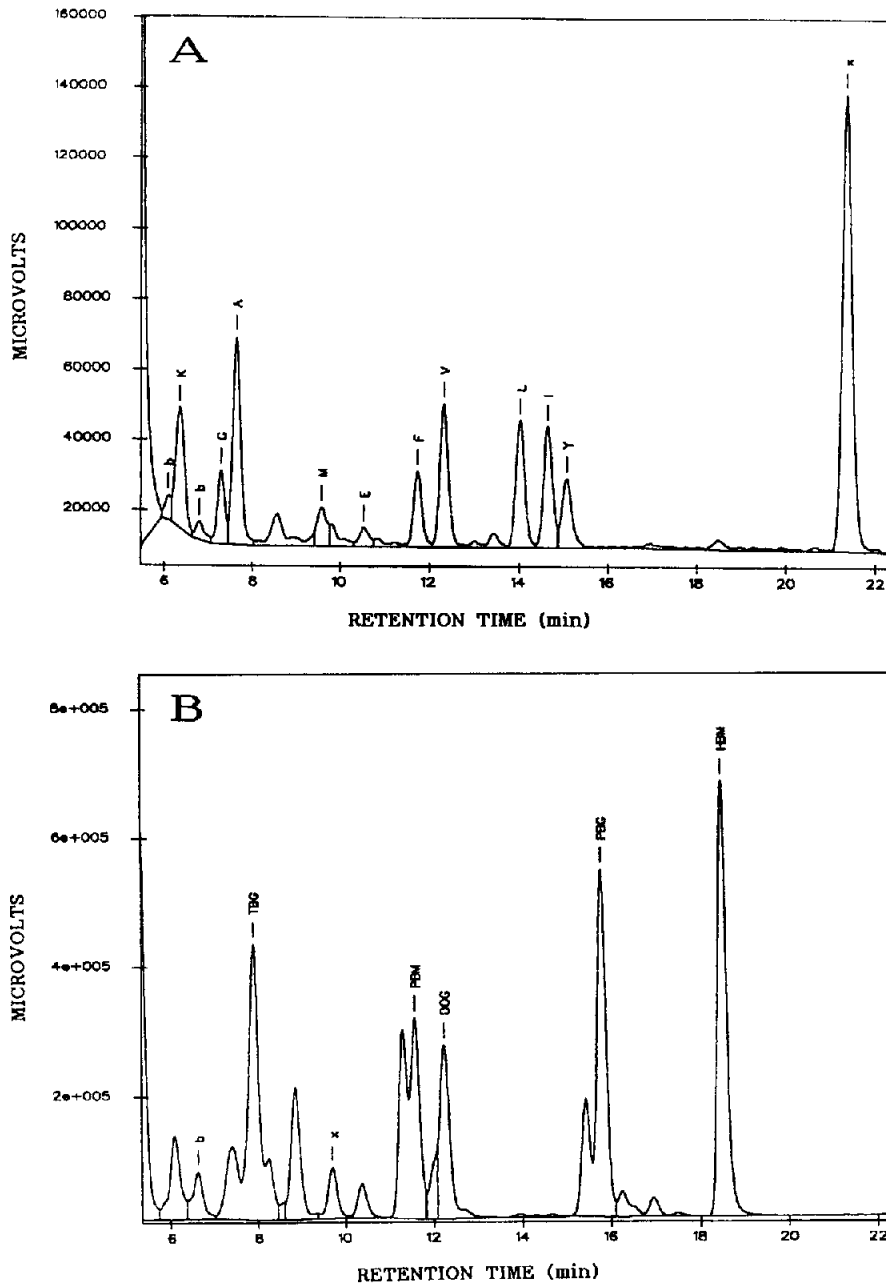 A
MICROVOLTS
160000
140000
120000
100000
80000
60000
40000
20000
b
K
b
G
A
M
E
F
V
L
I
Y
6
8
10
12
14
16
18
20
22
RETENTION TIME (min)
B
MICROVOLTS
8e+005
6e+005
4e+005
2e+005
b
TBG
x
PBM
PBG
HBM
6
8
10
12
14
16
18
20
22
RETENTION TIME (min)